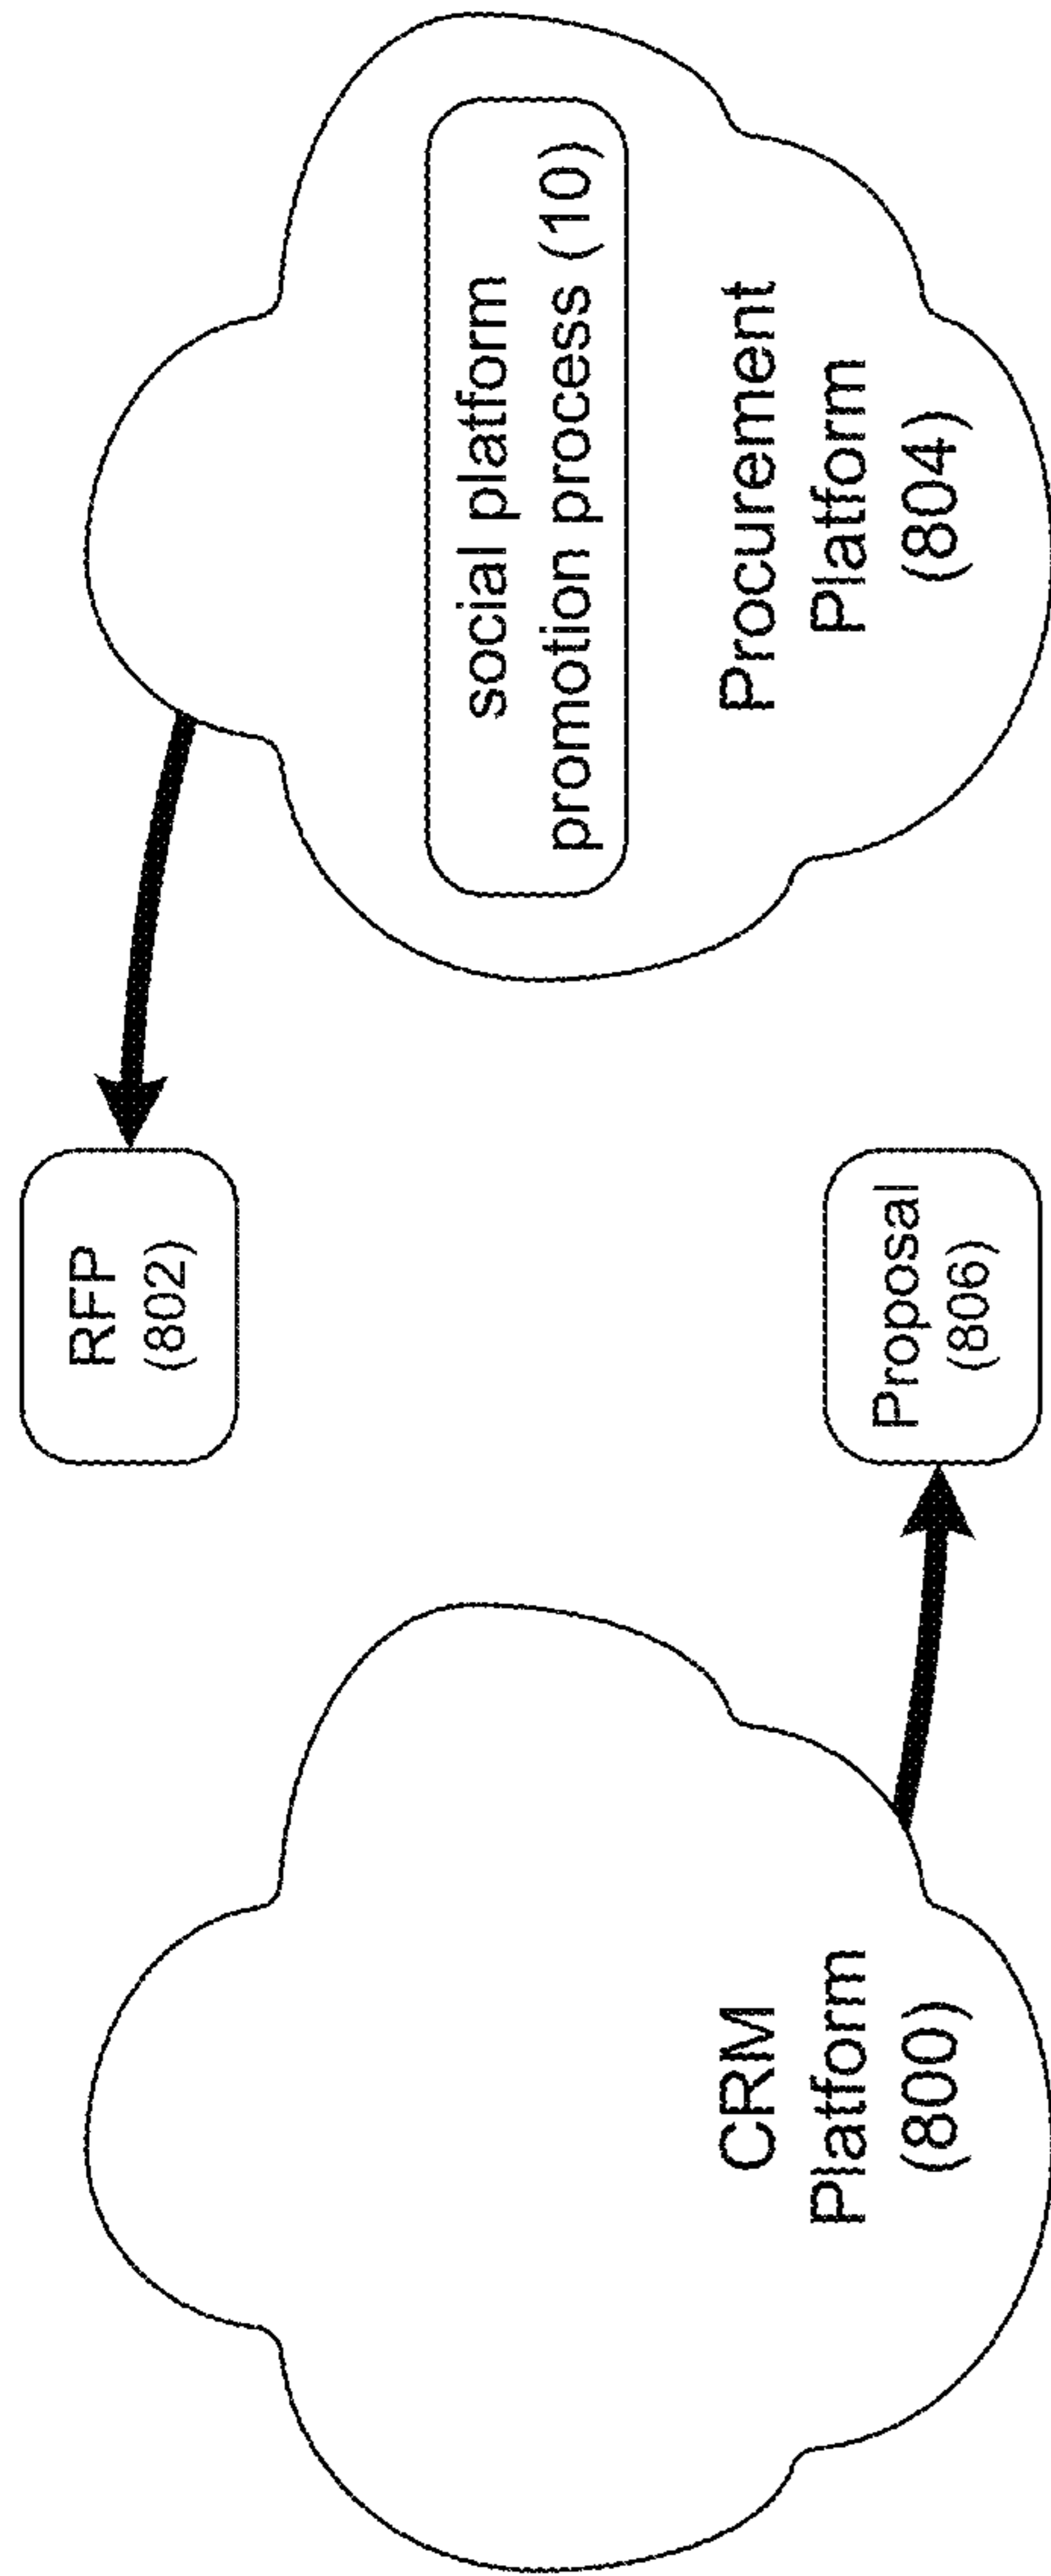 RFP
(802)
CRM
Platform
(800)
Proposal
(806)
social platform
promotion process (10)
Procurement
Platform
(804)